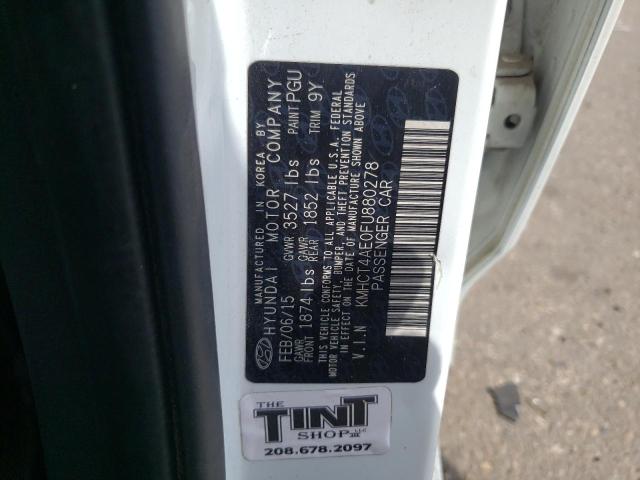 MANUFACTURED IN KOREA BY
HYUNDAI MOTOR COMPANY
FEB/06/15 GVWR 3527 lbs PAINT PGU
GAWR FRONT 1874 lbs GAWR REAR 1852 lbs TRIM 9Y
THIS VEHICLE CONFORMS TO ALL APPLICABLE U.S.A. FEDERAL
MOTOR VEHICLE SAFETY, BUMPER, AND THEFT PREVENTION STANDARDS
IN EFFECT ON THE DATE OF MANUFACTURE SHOWN ABOVE
V.I.N KMHCT4AE0FU880278
PASSENGER CAR
THE
TINT
SHOP LLC
208.678.2097